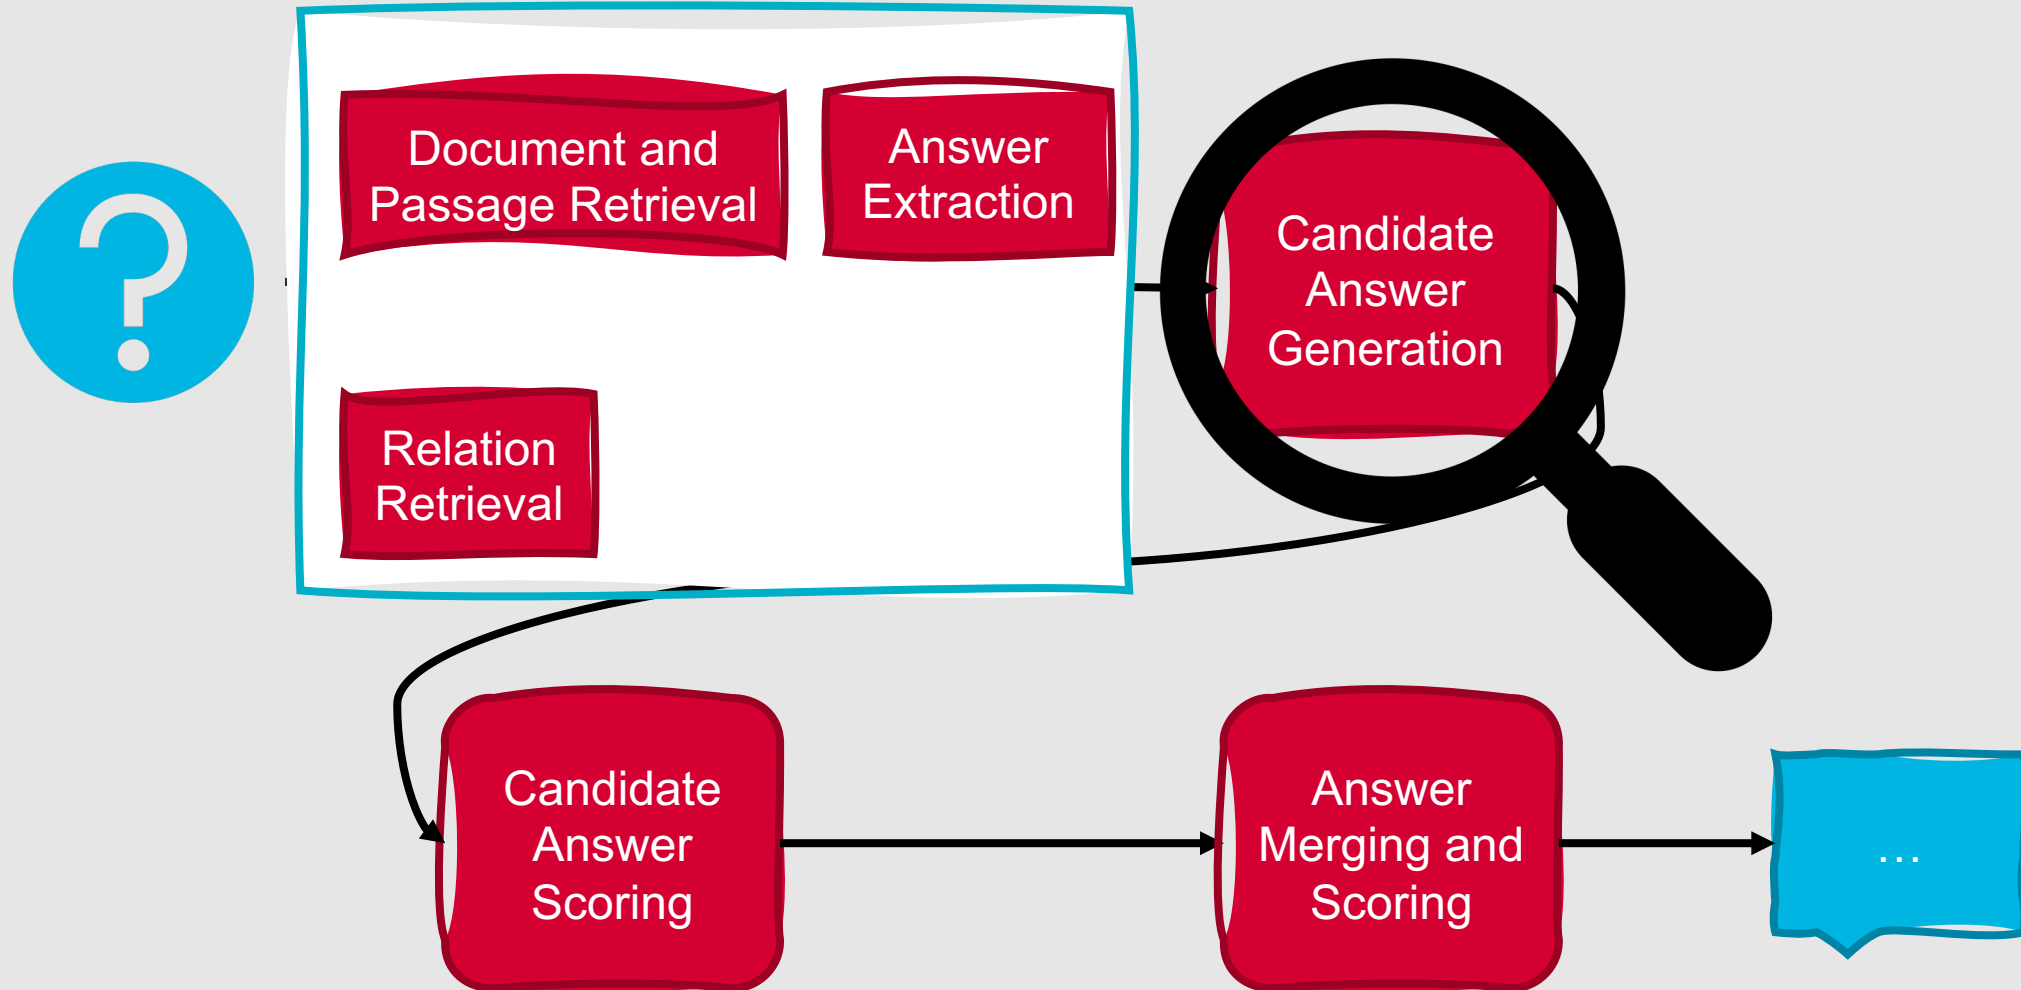 Document and
Passage Retrieval
Answer
Extraction
Candidate
Answer
Generation
Relation
Retrieval
Candidate
Answer
Scoring
Answer
Merging and
Scoring
...